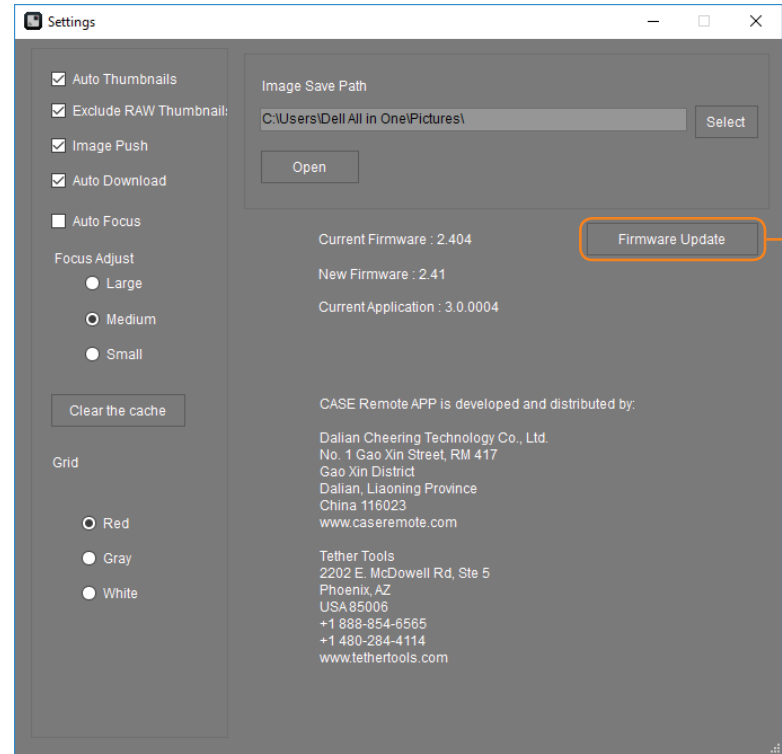 Settings
Auto Thumbnails
Exclude RAW Thumbnails
Image Push
Auto Download
Auto Focus
Focus Adjust
Large
Medium
Small
Clear the cache
Grid
Red
Gray
White
Image Save Path
C:\Users\Dell All in One\Pictures\
Select
Open
Current Firmware : 2.404
Firmware Update
New Firmware : 2.41
Current Application : 3.0.0004
CASE Remote APP is developed and distributed by:
Dalian Cheering Technology Co., Ltd.
No. 1 Gao Xin Street, RM 417
Gao Xin District
Dalian, Liaoning Province
China 116023
www.caseremote.com
Tether Tools
2202 E. McDowell Rd, Ste 5
Phoenix, AZ
USA 85006
+1 888-854-6565
+1 480-284-4114
www.tethertools.com